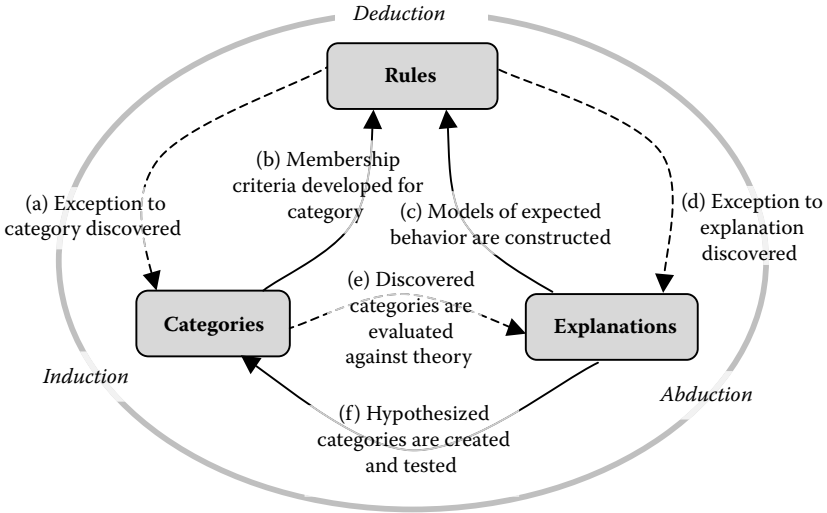 Deduction
Rules
(a) Exception to
category discovered
(b) Membership
criteria developed for
category
(c) Models of expected
behavior are constructed
(d) Exception to
explanation
discovered
(e) Discovered
categories are
evaluated
against theory
Categories
Explanations
Induction
Abduction
(f) Hypothesized
categories are created
and tested